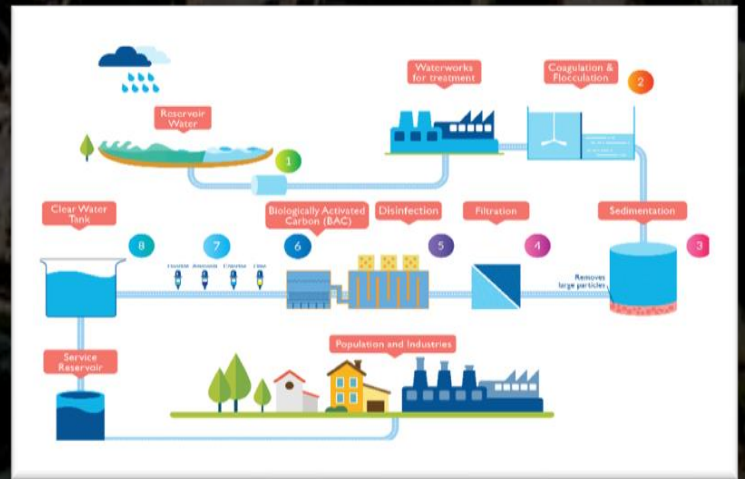 Reservoir
Water
1
Waterworks
for treatment
Coagulation &
Flocculation
2
Sedimentation
3
Removes
large particles
Filtration
4
Disinfection
5
Biologically Activated
Carbon (BAC)
6
7
Clear Water
Tank
8
Service
Reservoir
Population and Industries